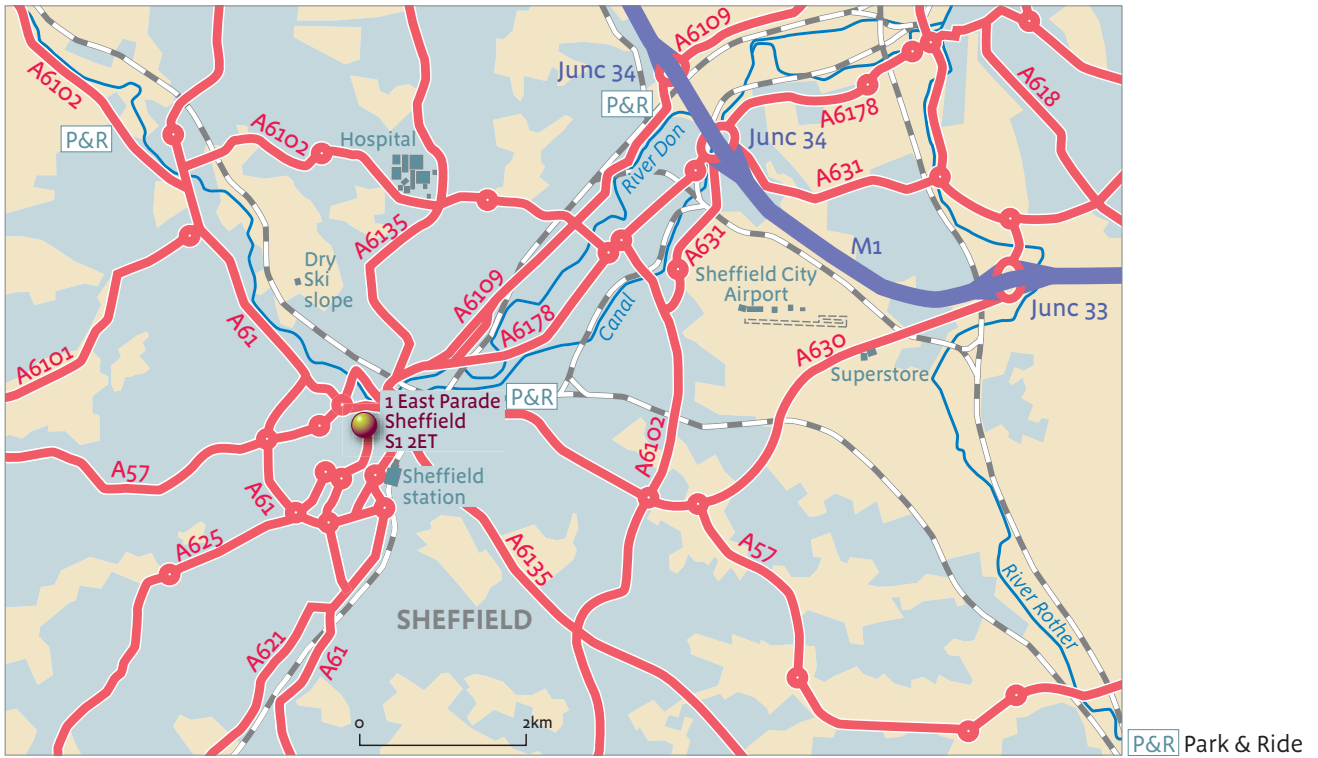 A6109
Junc 34
A6102
P&R
A618
P&R
A6178
A6102
Hospital
Junc 34
River Don
A631
A6135
A631
M1
Dry
Ski
slope
Sheffield City
Airport
A6109
Junc 33
A61
A6178
Canal
A630
A6101
Superstore
P&R
1 East Parade
Sheffield
S1 2ET
A6102
A57
Sheffield
station
A61
A625
A6135
A57
River Rother
SHEFFIELD
A621
A61
0 2km
P&R Park & Ride